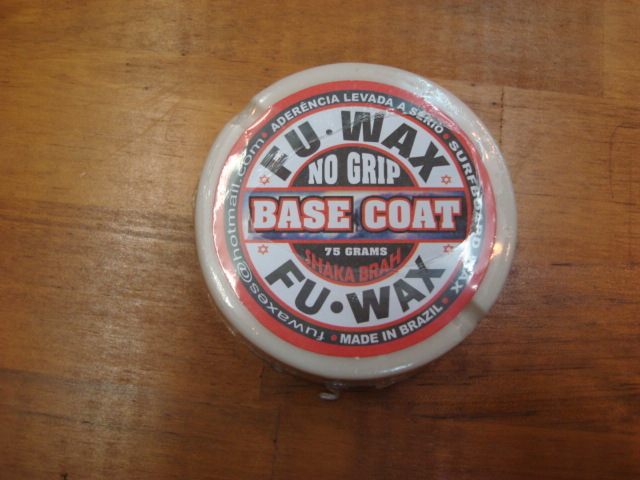 ADERÊNCIA LEVADA A SÉRIO • SURFBOARD WAX • MADE IN BRAZIL • fuwaxes@hotmail.com •
FU • WAX
NO GRIP
BASE COAT
75 GRAMS
SHAKA BRAH
FU • WAX